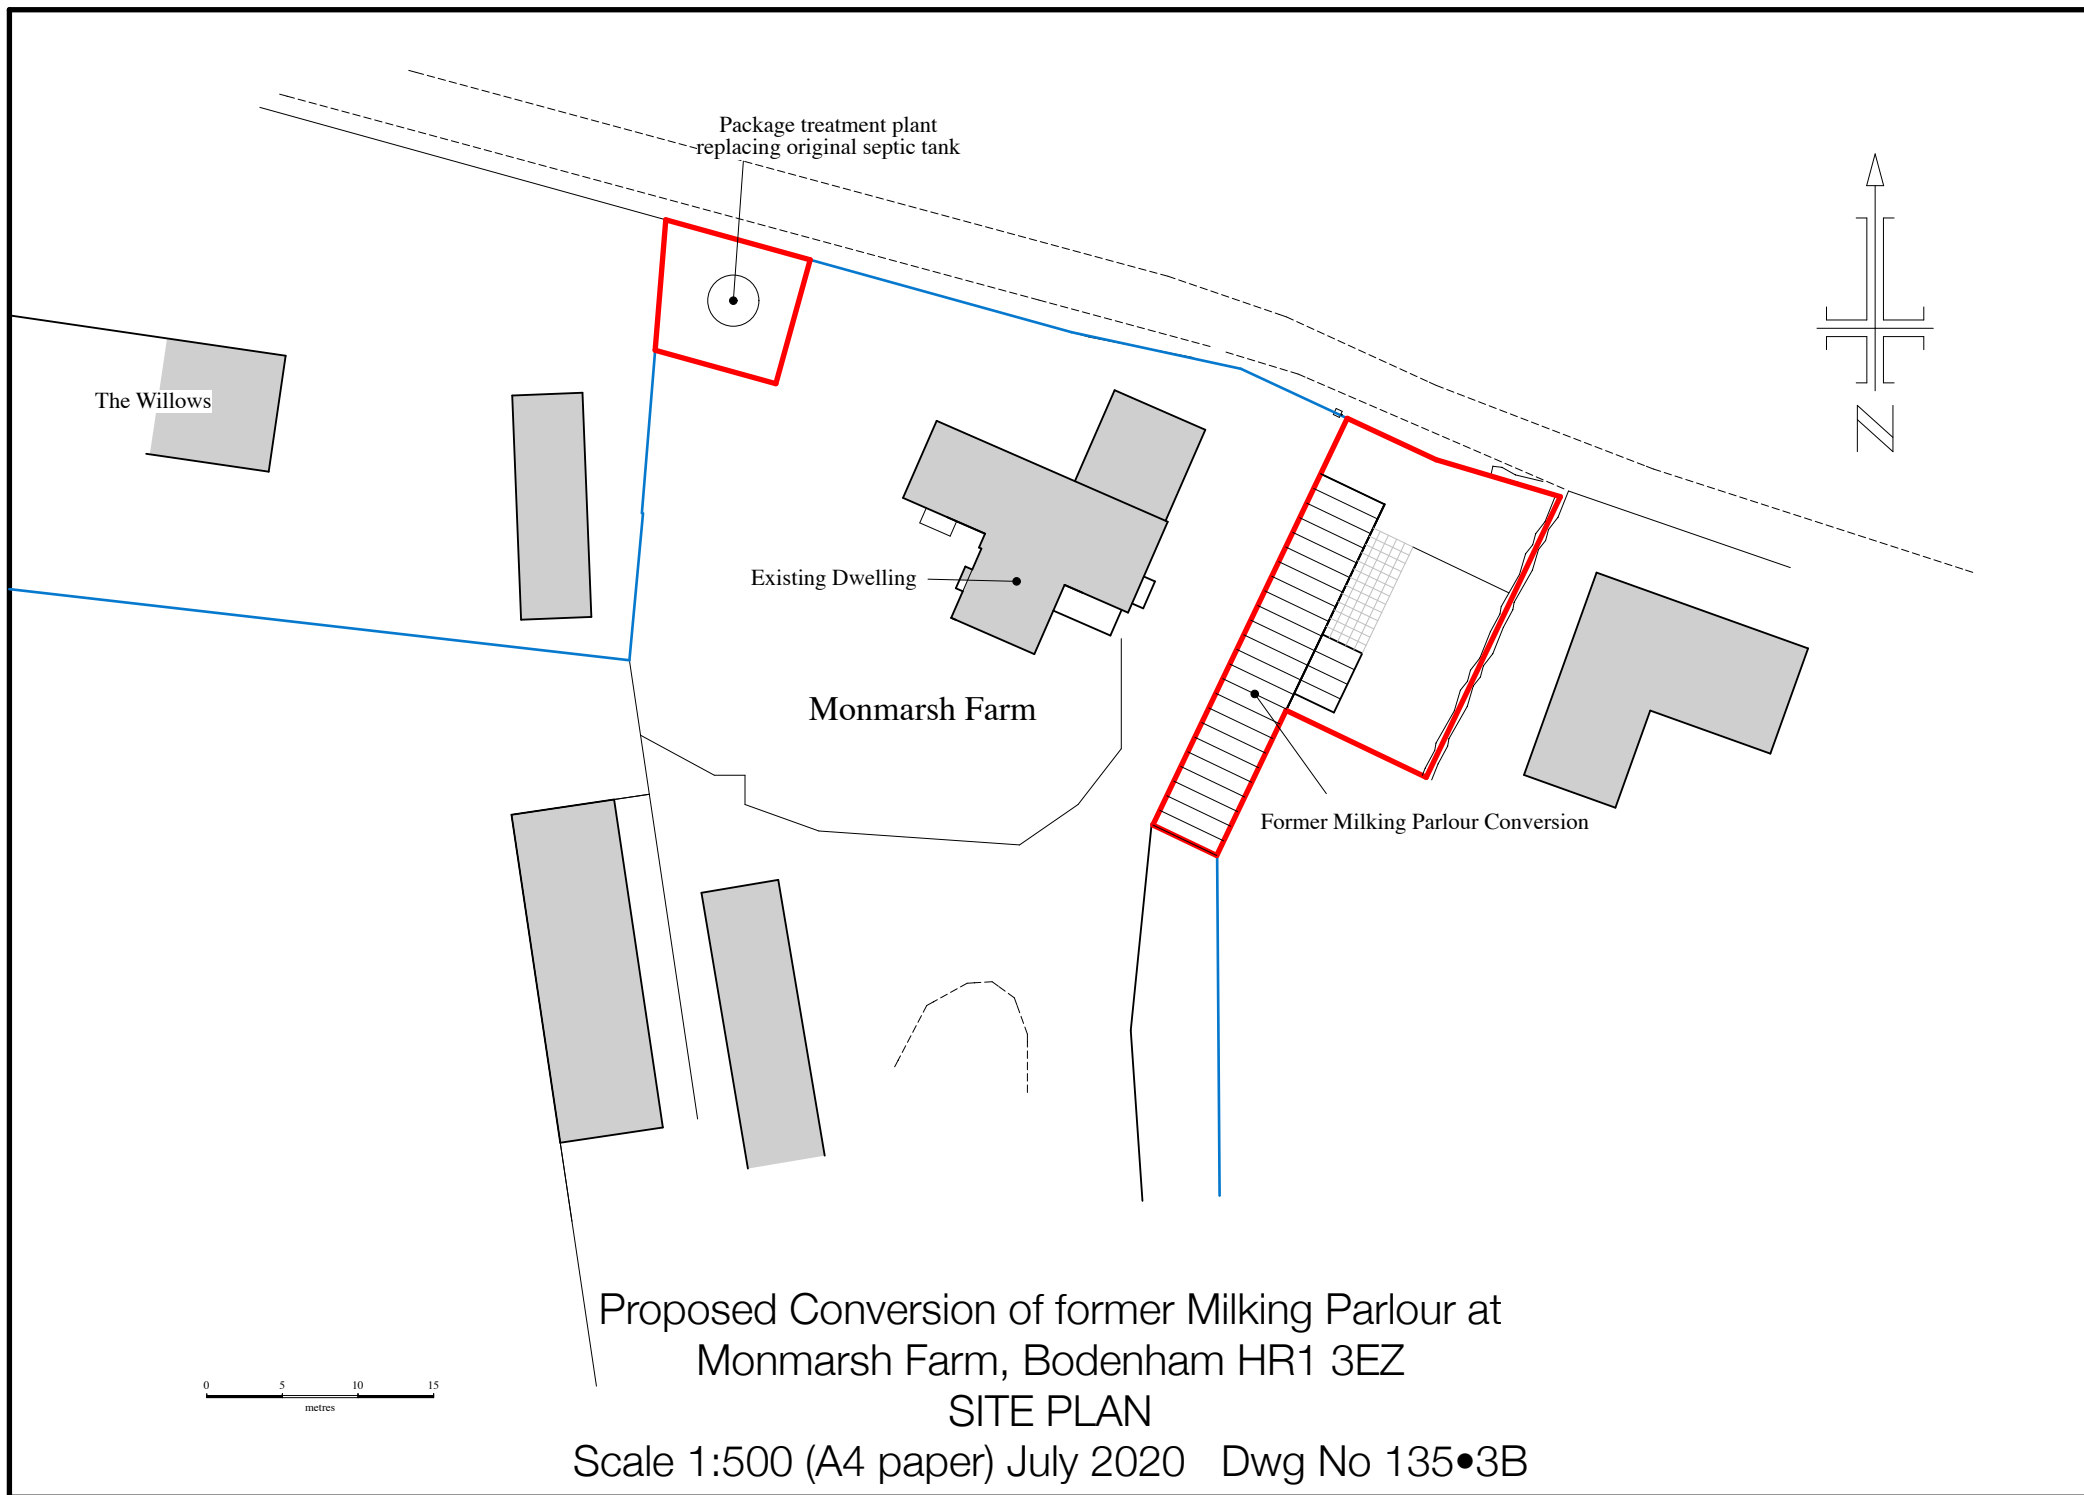 Package treatment plant
replacing original septic tank
N
The Willows
Existing Dwelling
Monmarsh Farm
Former Milking Parlour Conversion
Proposed Conversion of former Milking Parlour at
Monmarsh Farm, Bodenham HR1 3EZ
SITE PLAN
Scale 1:500 (A4 paper) July 2020 Dwg No 135•3B
0 5 10 15
metres